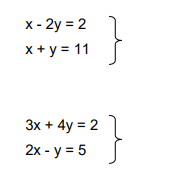 x - 2y = 2
x + y = 11
3x + 4y = 2
2x - y = 5